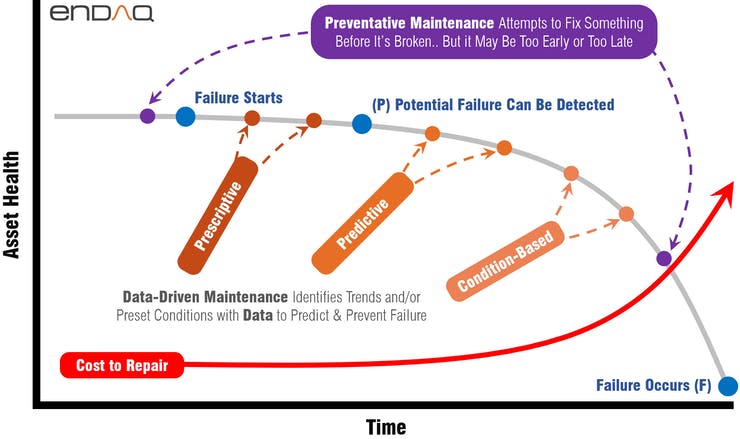 ENDAQ
Preventative Maintenance Attempts to Fix Something
Before It's Broken.. But it May Be Too Early or Too Late
Failure Starts
(P) Potential Failure Can Be Detected
Asset Health
Prescriptive
Predictive
Condition-Based
Data-Driven Maintenance Identifies Trends and/or
Preset Conditions with Data to Predict & Prevent Failure
Cost to Repair
Failure Occurs (F)
Time